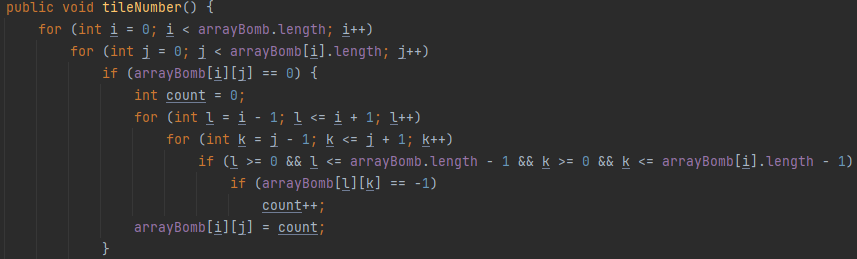 public void tileNumber() {
    for (int i = 0; i < arrayBomb.length; i++)
        for (int j = 0; j < arrayBomb[i].length; j++)
            if (arrayBomb[i][j] == 0) {
                int count = 0;
                for (int l = i - 1; l <= i + 1; l++)
                    for (int k = j - 1; k <= j + 1; k++)
                        if (l >= 0 && l <= arrayBomb.length - 1 && k >= 0 && k <= arrayBomb[i].length - 1)
                            if (arrayBomb[l][k] == -1)
                                count++;
                arrayBomb[i][j] = count;
            }